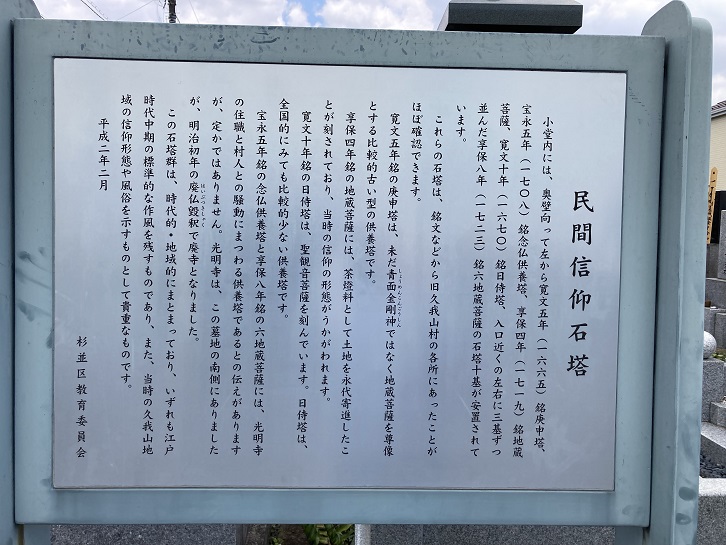 民間信仰石塔
小堂内には、奥壁向って左から寛文五年(一六六五)銘庚申塔、
宝永五年(一七〇八)銘念仏供養塔、享保四年(一七一九)銘地蔵
菩薩、寛文十年(一六七〇)銘日侍塔、入口近くの左右に三基ずつ
並んだ享保八年(一七二三)銘六地蔵菩薩の石塔十基が安置されて
います。
これらの石塔は、銘文などから旧久我山村の各所にあったことが
ほぼ確認できます。
寛文五年銘の庚申塔は、未だ青面金剛神ではなく地蔵菩薩を尊像
しょうめんこんごうしん
とする比較的古い型の供養塔です。
享保四年銘の地蔵菩薩には、茶燈料として土地を永代寄進したこ
とが刻されており、当時の信仰の形態がうかがわれます。
寛文十年銘の日侍塔は、聖観音菩薩を刻んでいます。日侍塔は、
全国的にみても比較的少ない供養塔です。
宝永五年銘の念仏供養塔と享保八年銘の六地蔵菩薩には、光明寺
の住職と村人との騒動にまつわる供養塔であるとの伝えがあります
が、定かではありません。光明寺は、この墓地の南側にありました
が、明治初年の廃仏毀釈で廃寺となりました。
はいぶつきしゃく
この石塔群は、時代的・地域的にまとまっており、いずれも江戸
時代中期の標準的な作風を残すものであり、また、当時の久我山地
域の信仰形態や風俗を示すものとして貴重なものです。
平成二年二月
杉並区教育委員会